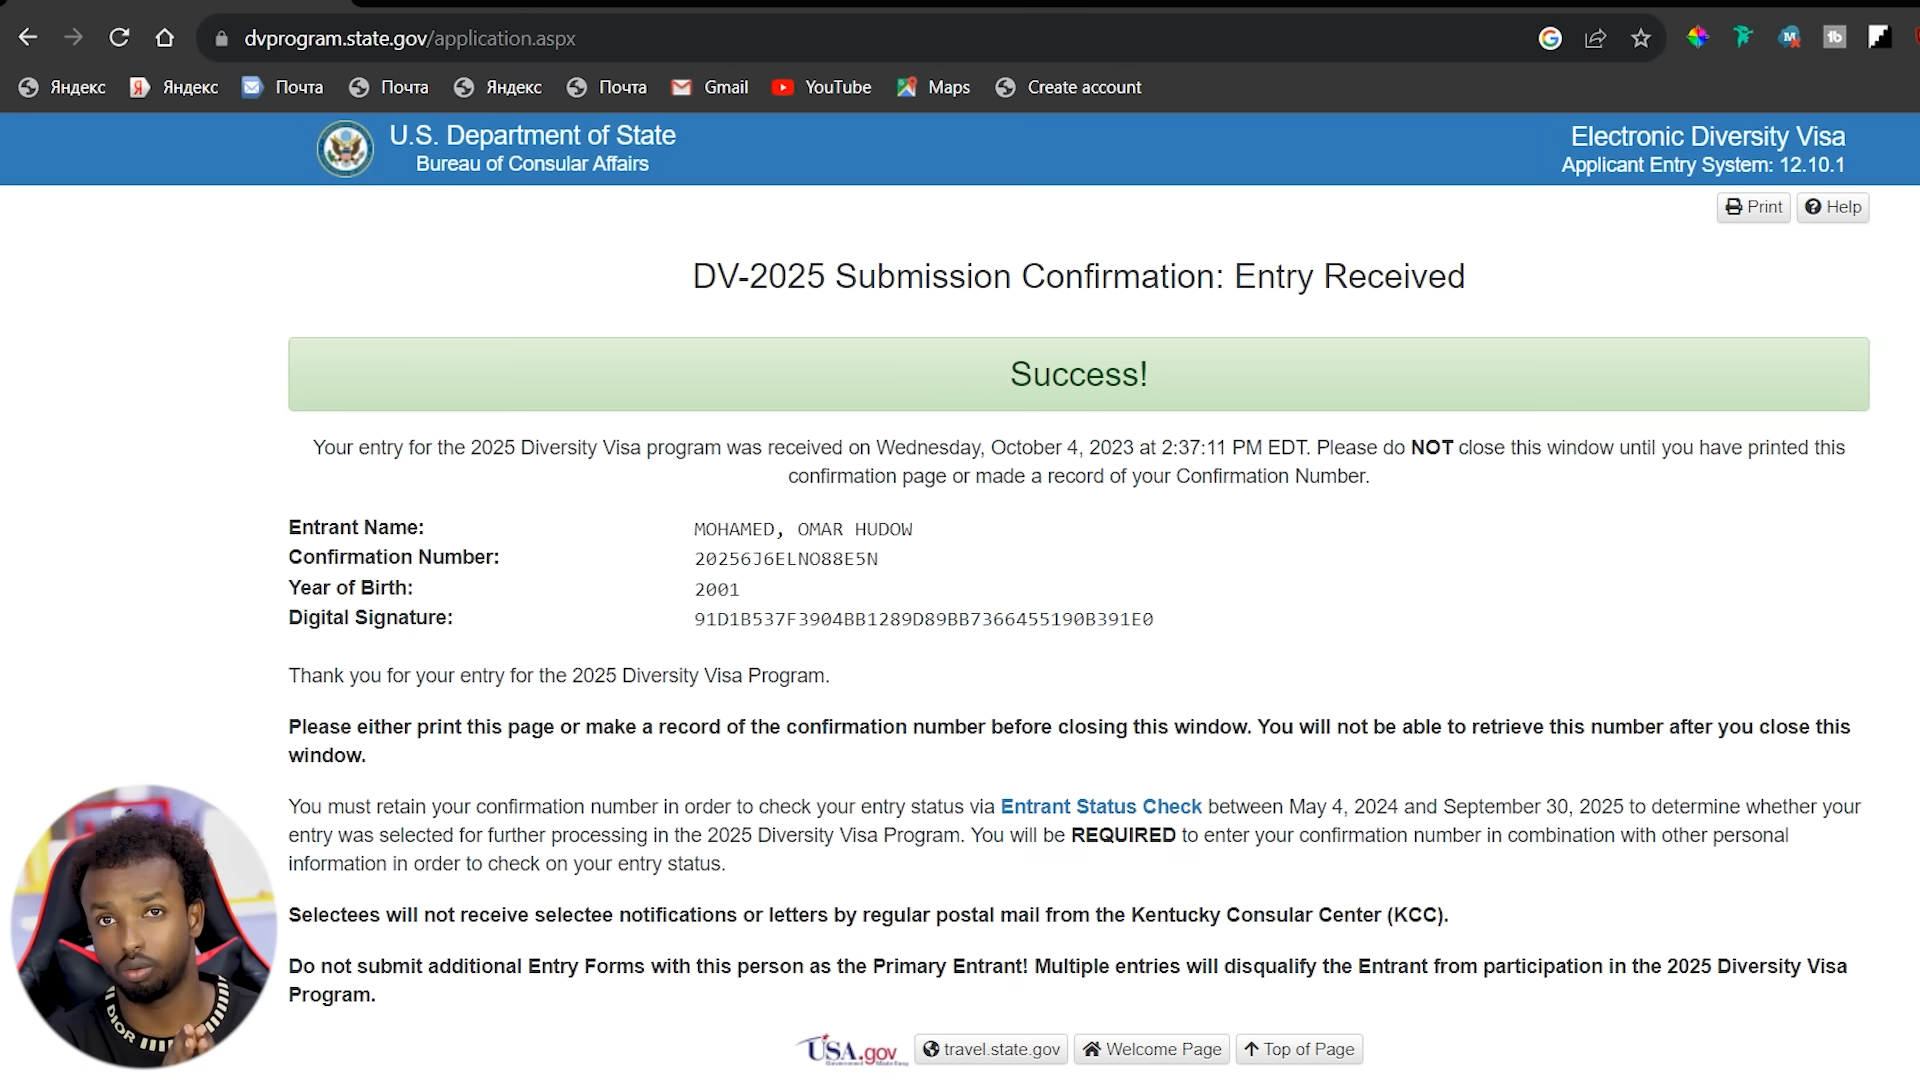 dvprogram.state.gov/application.aspx
Яндекс Яндекс Почта Почта Яндекс Почта Gmail YouTube Maps Create account
U.S. Department of State
Bureau of Consular Affairs
Electronic Diversity Visa
Applicant Entry System: 12.10.1
Print Help
DV-2025 Submission Confirmation: Entry Received
Success!
Your entry for the 2025 Diversity Visa program was received on Wednesday, October 4, 2023 at 2:37:11 PM EDT. Please do NOT close this window until you have printed this
confirmation page or made a record of your Confirmation Number.
Entrant Name: MOHAMED, OMAR HUDOW
Confirmation Number: 20256J6ELNO88E5N
Year of Birth: 2001
Digital Signature: 91D1B537F3904BB1289D89BB7366455190B391E0
Thank you for your entry for the 2025 Diversity Visa Program.
Please either print this page or make a record of the confirmation number before closing this window. You will not be able to retrieve this number after you close this
window.
You must retain your confirmation number in order to check your entry status via Entrant Status Check between May 4, 2024 and September 30, 2025 to determine whether your
entry was selected for further processing in the 2025 Diversity Visa Program. You will be REQUIRED to enter your confirmation number in combination with other personal
information in order to check on your entry status.
Selectees will not receive selectee notifications or letters by regular postal mail from the Kentucky Consular Center (KCC).
Do not submit additional Entry Forms with this person as the Primary Entrant! Multiple entries will disqualify the Entrant from participation in the 2025 Diversity Visa
Program.
DIOR
USA.gov travel.state.gov Welcome Page Top of Page